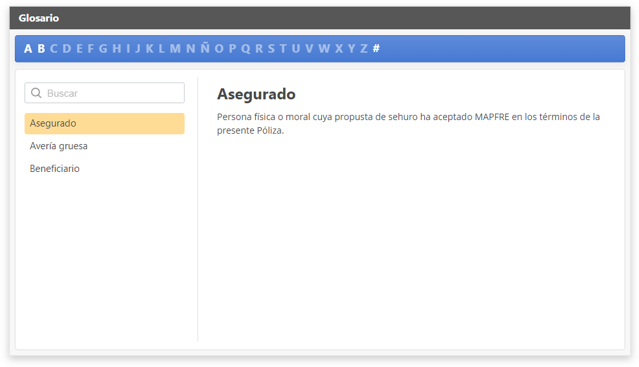 Glosario
A B C D E F G H I J K L M N Ñ O P Q R S T U V W X Y Z #
Buscar
Asegurado
Avería gruesa
Beneficiario
Asegurado
Persona física o moral cuya propusta de sehuro ha aceptado MAPFRE en los términos de la
presente Póliza.